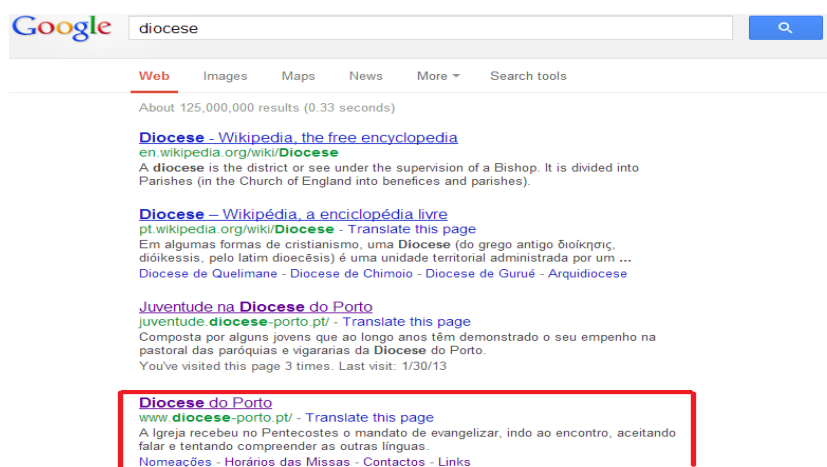 Google diocese
Web Images Maps News More Search tools
About 125,000,000 results (0.33 seconds)
Diocese - Wikipedia, the free encyclopedia
en.wikipedia.org/wiki/Diocese
A diocese is the district or see under the supervision of a Bishop. It is divided into
Parishes (in the Church of England into benefices and parishes).
Diocese – Wikipédia, a enciclopédia livre
pt.wikipedia.org/wiki/Diocese - Translate this page
Em algumas formas de cristianismo, uma Diocese (do grego antigo διοίκησις,
dióikessis, pelo latim dioecēsis) é uma unidade territorial administrada por um ...
Diocese de Quelimane - Diocese de Chimoio - Diocese de Gurué - Arquidiocese
Juventude na Diocese do Porto
juventude.diocese-porto.pt/ - Translate this page
Composta por alguns jovens que ao longo anos têm demonstrado o seu empenho na
pastoral das paróquias e vigararias da Diocese do Porto.
You've visited this page 3 times. Last visit: 1/30/13
Diocese do Porto
www.diocese-porto.pt/ - Translate this page
A Igreja recebeu no Pentecostes o mandato de evangelizar, indo ao encontro, aceitando
falar e tentando compreender as outras línguas.
Nomeações - Horários das Missas - Contactos - Links